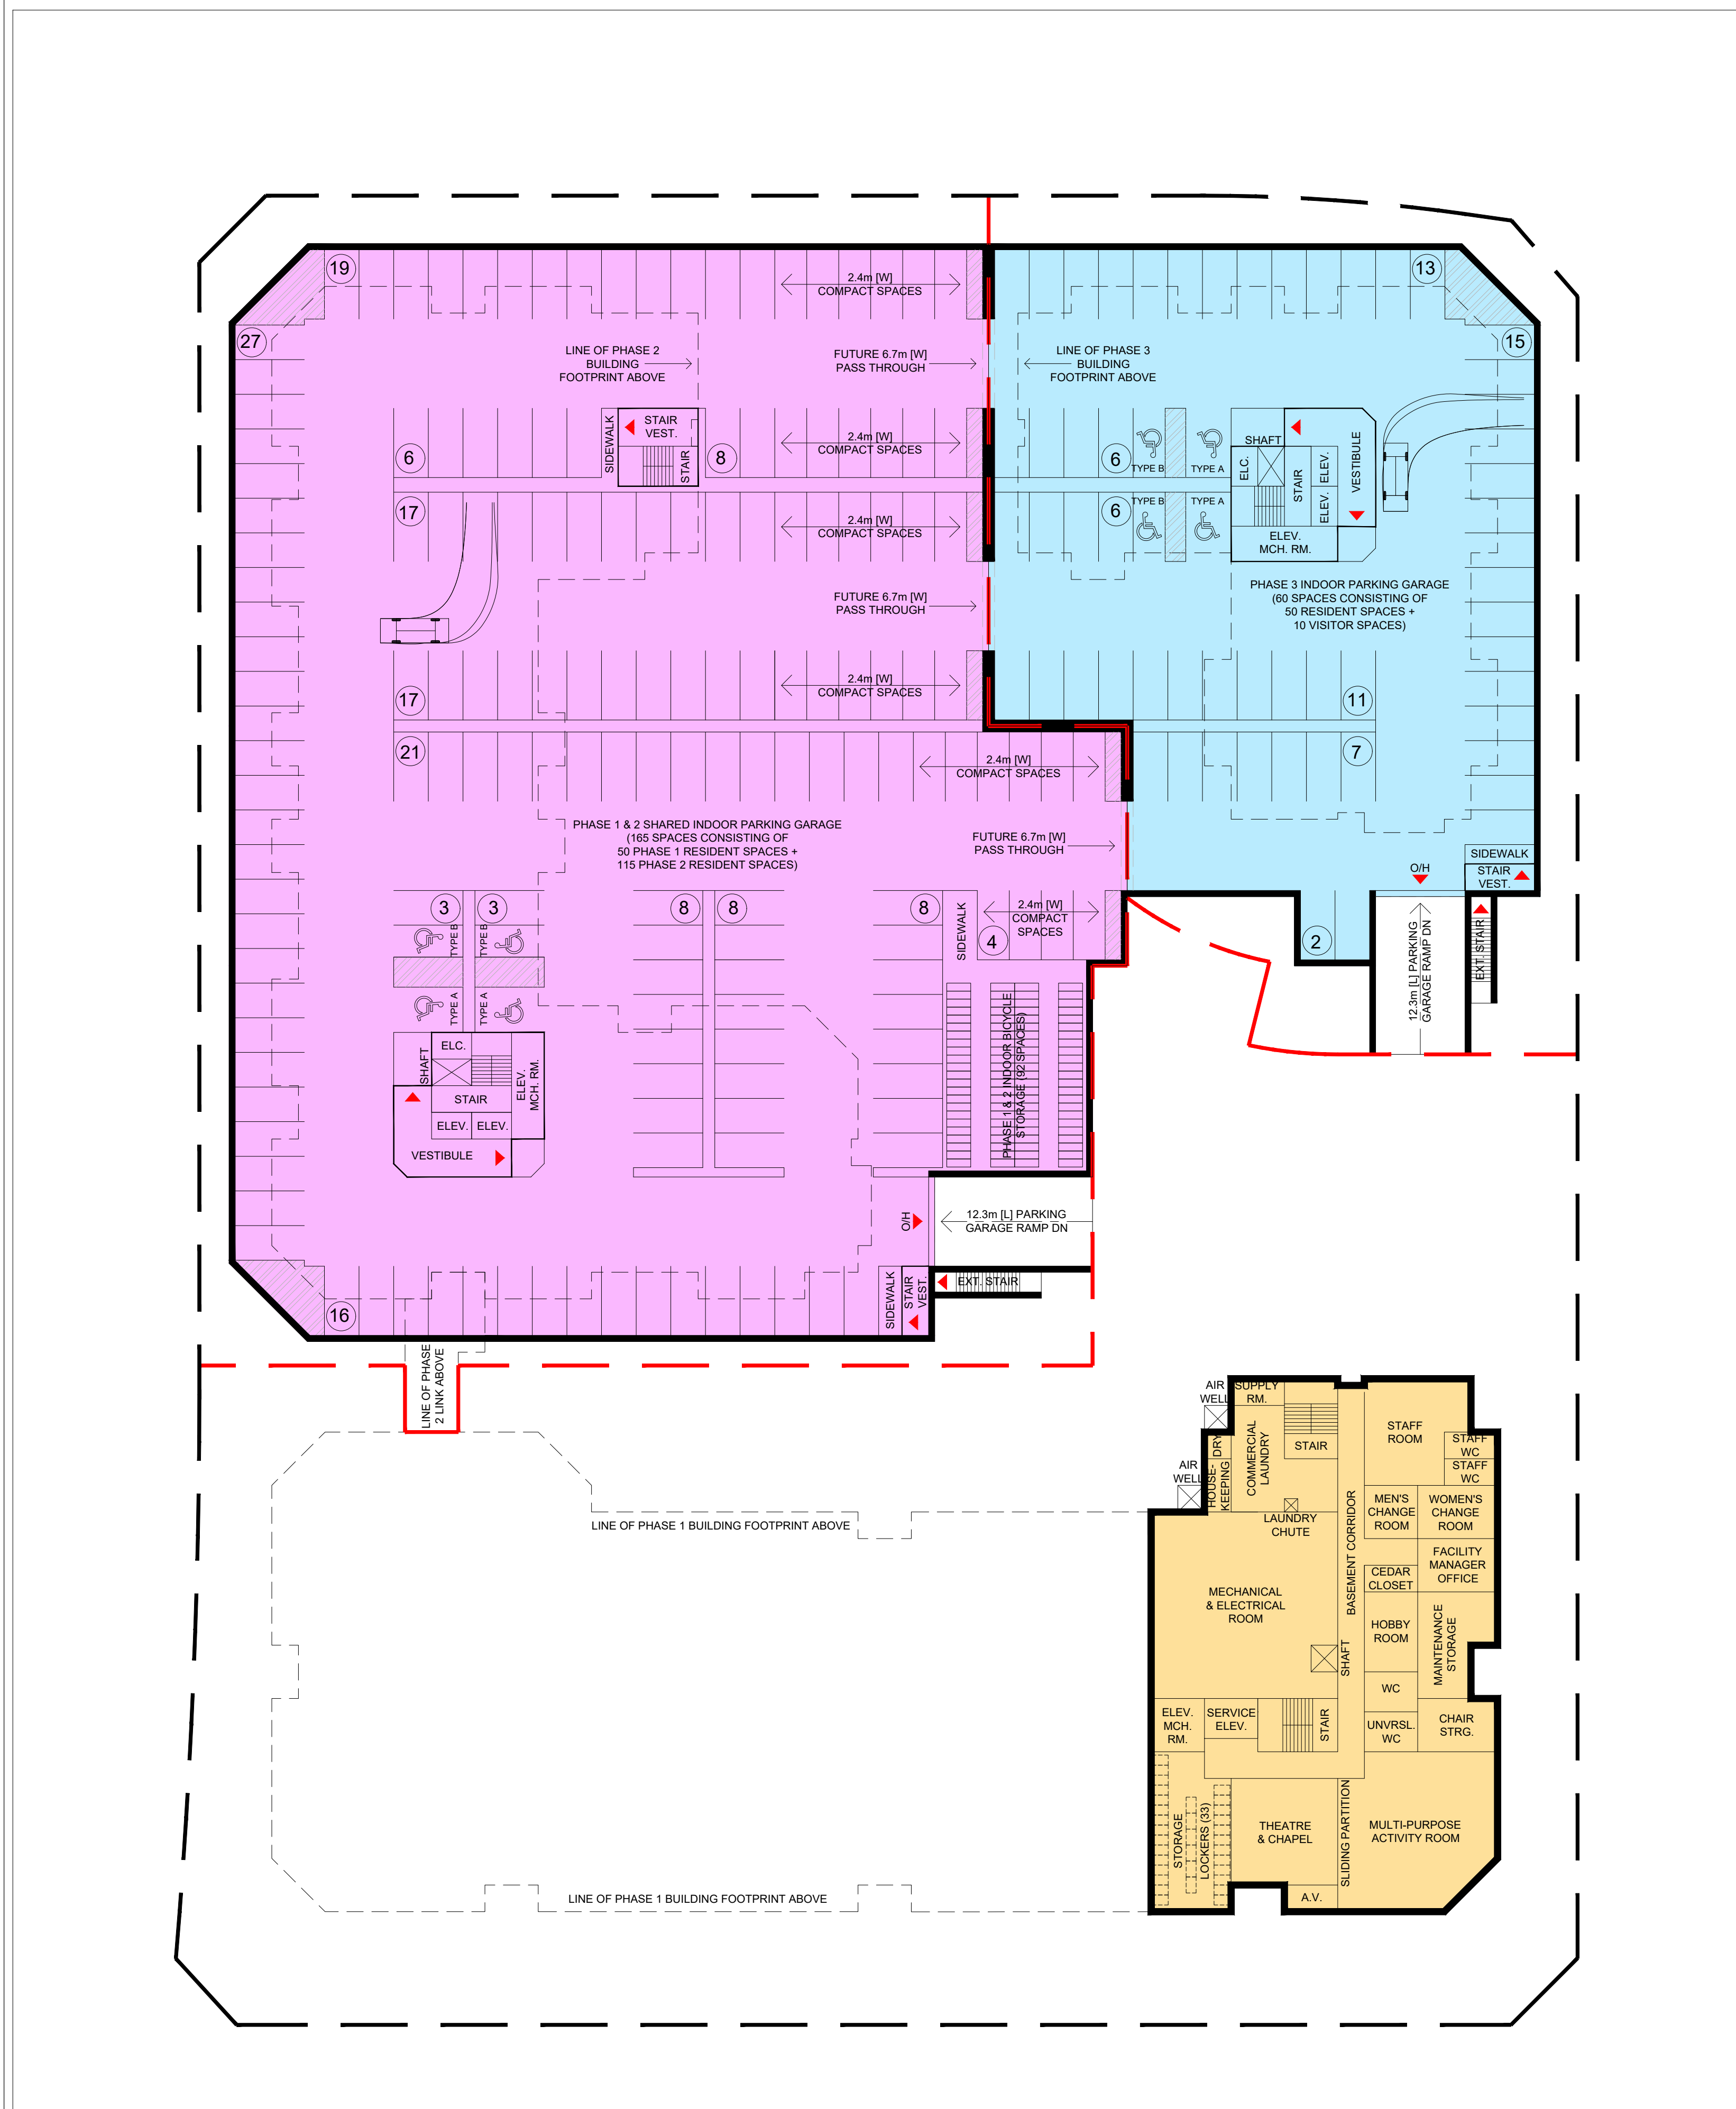 19
2.4m [W]
COMPACT SPACES
13
27
LINE OF PHASE 2
BUILDING
FOOTPRINT ABOVE
FUTURE 6.7m [W]
PASS THROUGH
LINE OF PHASE 3
BUILDING
FOOTPRINT ABOVE
15
6
SIDEWALK
STAIR
VEST.
STAIR
8
2.4m [W]
COMPACT SPACES
6
TYPE B
TYPE A
SHAFT
ELC.
STAIR
ELEV.
ELEV.
VESTIBULE
17
2.4m [W]
COMPACT SPACES
6
TYPE B
TYPE A
ELEV.
MCH. RM.
FUTURE 6.7m [W]
PASS THROUGH
PHASE 3 INDOOR PARKING GARAGE
(60 SPACES CONSISTING OF
50 RESIDENT SPACES +
10 VISITOR SPACES)
17
2.4m [W]
COMPACT SPACES
11
21
2.4m [W]
COMPACT SPACES
7
PHASE 1 & 2 SHARED INDOOR PARKING GARAGE
(165 SPACES CONSISTING OF
50 PHASE 1 RESIDENT SPACES +
115 PHASE 2 RESIDENT SPACES)
FUTURE 6.7m [W]
PASS THROUGH
SIDEWALK
O/H
STAIR
VEST.
3
3
8
8
8
SIDEWALK
2.4m [W]
COMPACT
SPACES
4
2
12.3m [L] PARKING
GARAGE RAMP DN
EXT. STAIR
TYPE B
TYPE B
TYPE A
TYPE A
PHASE 1 & 2 INDOOR BICYCLE
STORAGE (92 SPACES)
SHAFT
ELC.
ELEV.
MCH. RM.
STAIR
ELEV.
ELEV.
VESTIBULE
O/H
12.3m [L] PARKING
GARAGE RAMP DN
16
SIDEWALK
STAIR
VEST.
EXT. STAIR
LINE OF PHASE
2 LINK ABOVE
AIR
WELL
SUPPLY
RM.
STAFF
ROOM
STAIR
STAFF
WC
STAFF
WC
AIR
WELL
HOUSE-
KEEPING
DRY
COMMERCIAL
LAUNDRY
MEN'S
CHANGE
ROOM
WOMEN'S
CHANGE
ROOM
LINE OF PHASE 1 BUILDING FOOTPRINT ABOVE
LAUNDRY
CHUTE
BASEMENT CORRIDOR
FACILITY
MANAGER
OFFICE
CEDAR
CLOSET
MECHANICAL
& ELECTRICAL
ROOM
HOBBY
ROOM
MAINTENANCE
STORAGE
SHAFT
WC
ELEV.
MCH.
RM.
SERVICE
ELEV.
STAIR
UNVRSL.
WC
CHAIR
STRG.
STORAGE
LOCKERS (33)
THEATRE
& CHAPEL
SLIDING PARTITION
MULTI-PURPOSE
ACTIVITY ROOM
LINE OF PHASE 1 BUILDING FOOTPRINT ABOVE
A.V.